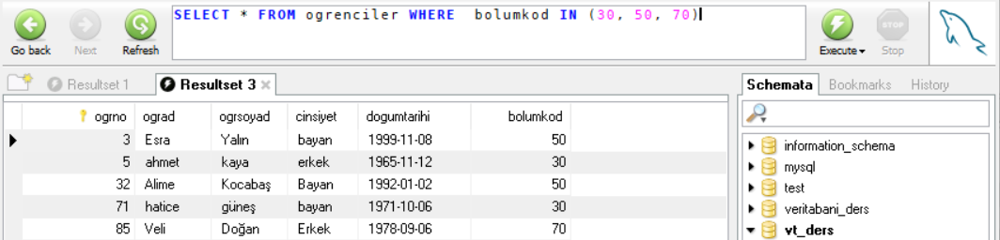 SELECT * FROM ogrenciler WHERE bolumkod IN (30, 50, 70)
Go back Next Refresh Execute STOP Stop
Resultset 1 Resultset 3 Schemata Bookmarks History
ogrno ograd ogrsoyad cinsiyet dogumtarihi bolumkod
3 Esra Yalın bayan 1999-11-08 50
5 ahmet kaya erkek 1965-11-12 30
32 Alime Kocabaş Bayan 1992-01-02 50
71 hatice güneş bayan 1971-10-06 30
85 Veli Doğan Erkek 1978-09-06 70
information_schema
mysql
test
veritabani_ders
vt_ders